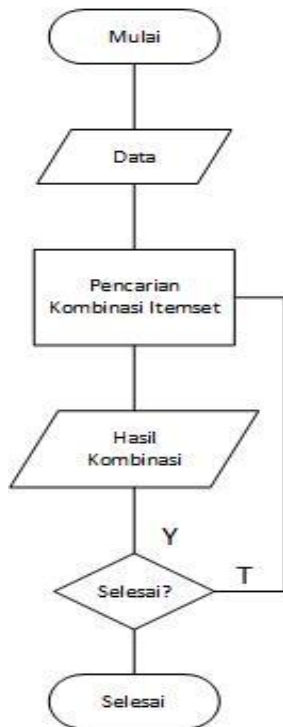 Mulai
Data
Pencarian
Kombinasi Itemset
Hasil
Kombinasi
Y
Selesai?
T
Selesai